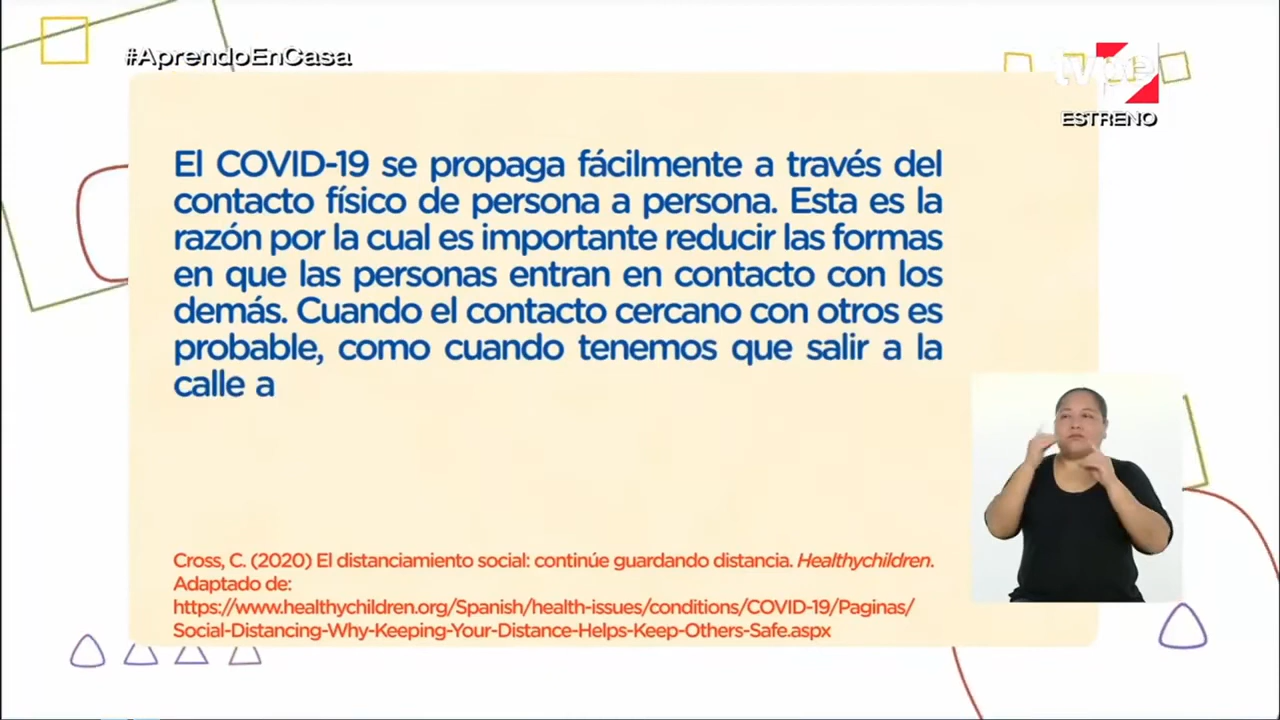 #AprendoEnCasa
tvpe
ESTRENO
El COVID-19 se propaga fácilmente a través del
contacto físico de persona a persona. Esta es la
razón por la cual es importante reducir las formas
en que las personas entran en contacto con los
demás. Cuando el contacto cercano con otros es
probable, como cuando tenemos que salir a la
calle a
Cross, C. (2020) El distanciamiento social: continúe guardando distancia. Healthychildren.
Adaptado de:
https://www.healthychildren.org/Spanish/health-issues/conditions/COVID-19/Paginas/
Social-Distancing-Why-Keeping-Your-Distance-Helps-Keep-Others-Safe.aspx